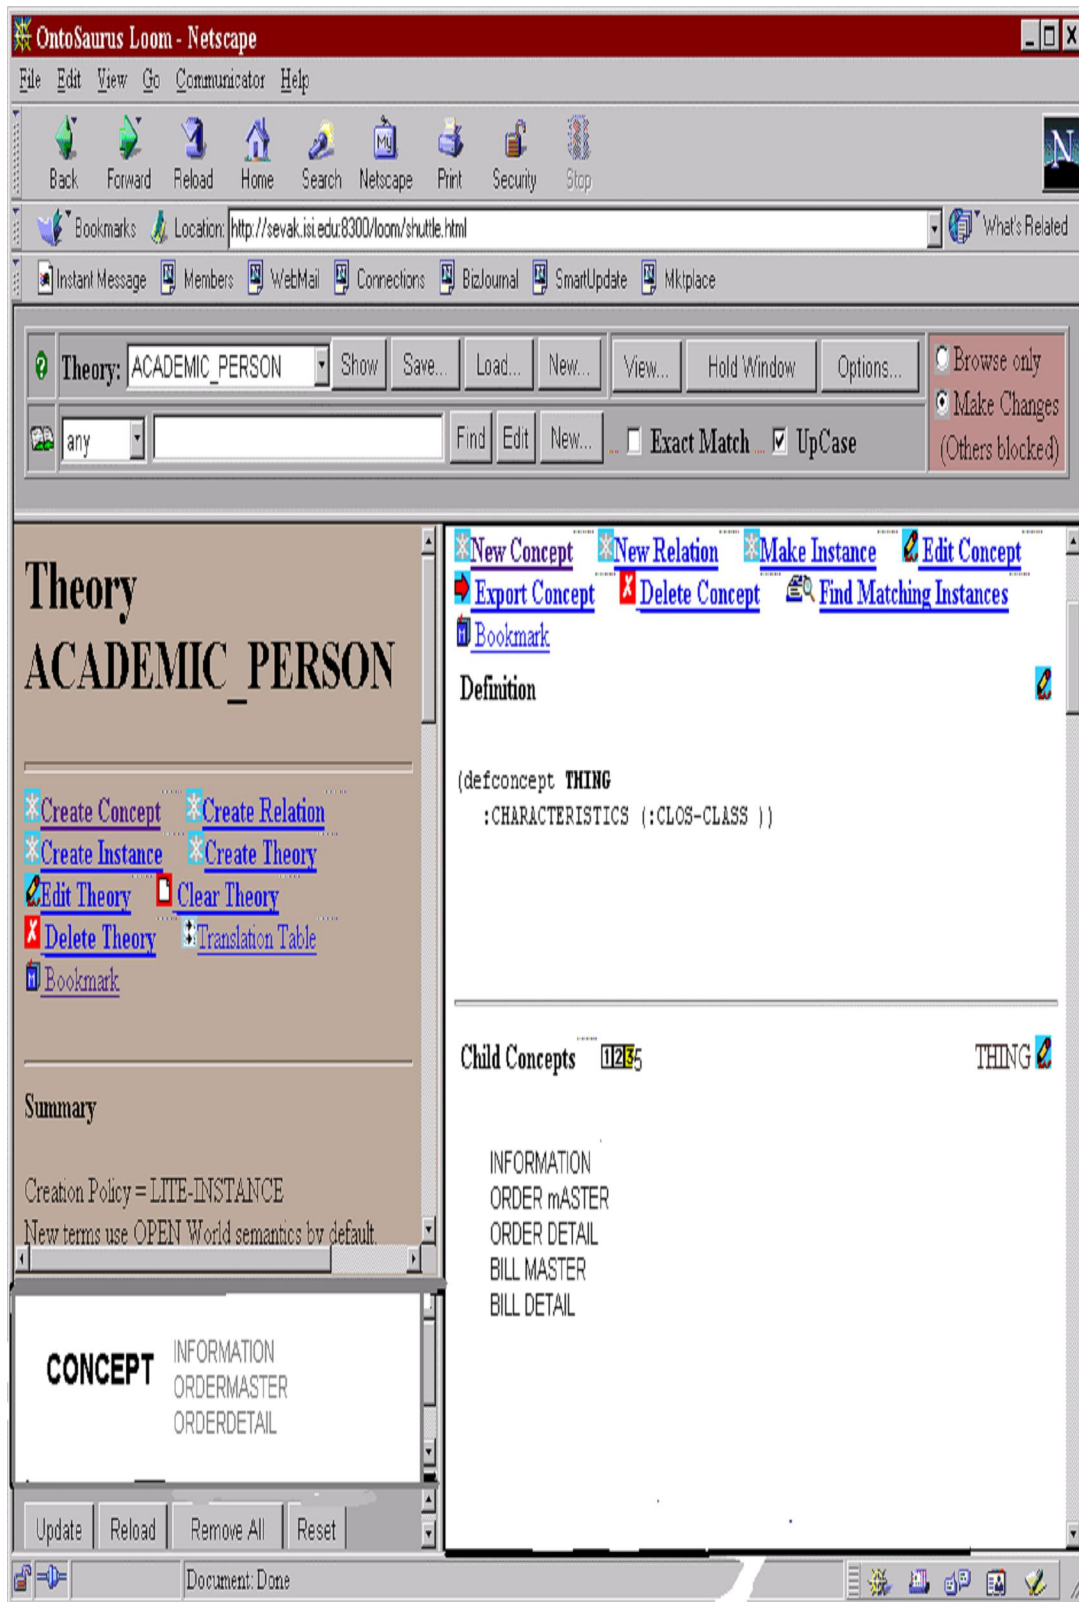 OntoSaurus Loom - Netscape
File Edit View Go Communicator Help
Back Forward Reload Home Search Netscape Print Security Stop
Bookmarks Location: http://sevak.isi.edu:8300/loom/shuttle.html What's Related
Instant Message Members WebMail Connections BizJournal SmartUpdate Mktplace
Theory: ACADEMIC_PERSON Show Save... Load... New... View... Hold Window Options... Browse only
Make Changes
any Find Edit New... ... Exact Match ... UpCase (Others blocked)
Theory
ACADEMIC_PERSON
Create Concept Create Relation
Create Instance Create Theory
Edit Theory Clear Theory
Delete Theory Translation Table
Bookmark
Summary
Creation Policy = LITE-INSTANCE
New terms use OPEN World semantics by default.
CONCEPT INFORMATION
ORDERMASTER
ORDERDETAIL
Update Reload Remove All Reset
New Concept New Relation Make Instance Edit Concept
Export Concept Delete Concept Find Matching Instances
Bookmark
Definition
(defconcept THING
:CHARACTERISTICS (:CLOS-CLASS ))
Child Concepts 1 2 3 5 THING
INFORMATION
ORDER mASTER
ORDER DETAIL
BILL MASTER
BILL DETAIL
Document: Done